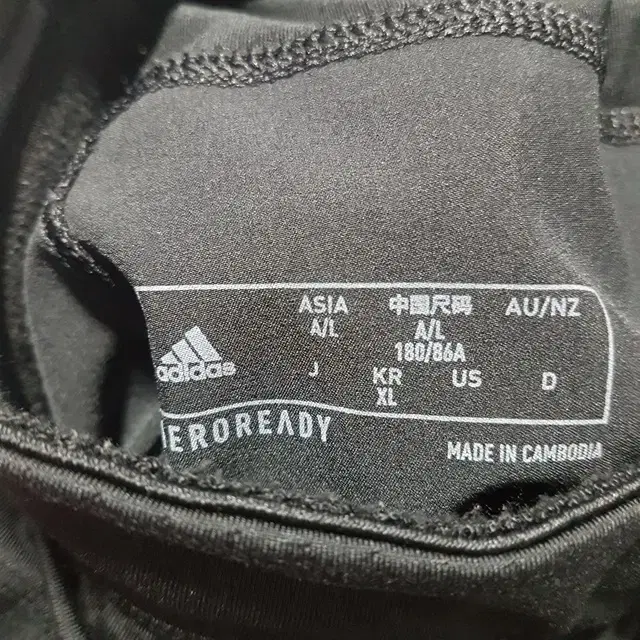 ASIA 中国尺码 AU/NZ
A/L A/L
180/86A
adidas J KR US D
XL
EROREADY
MADE IN CAMBODIA